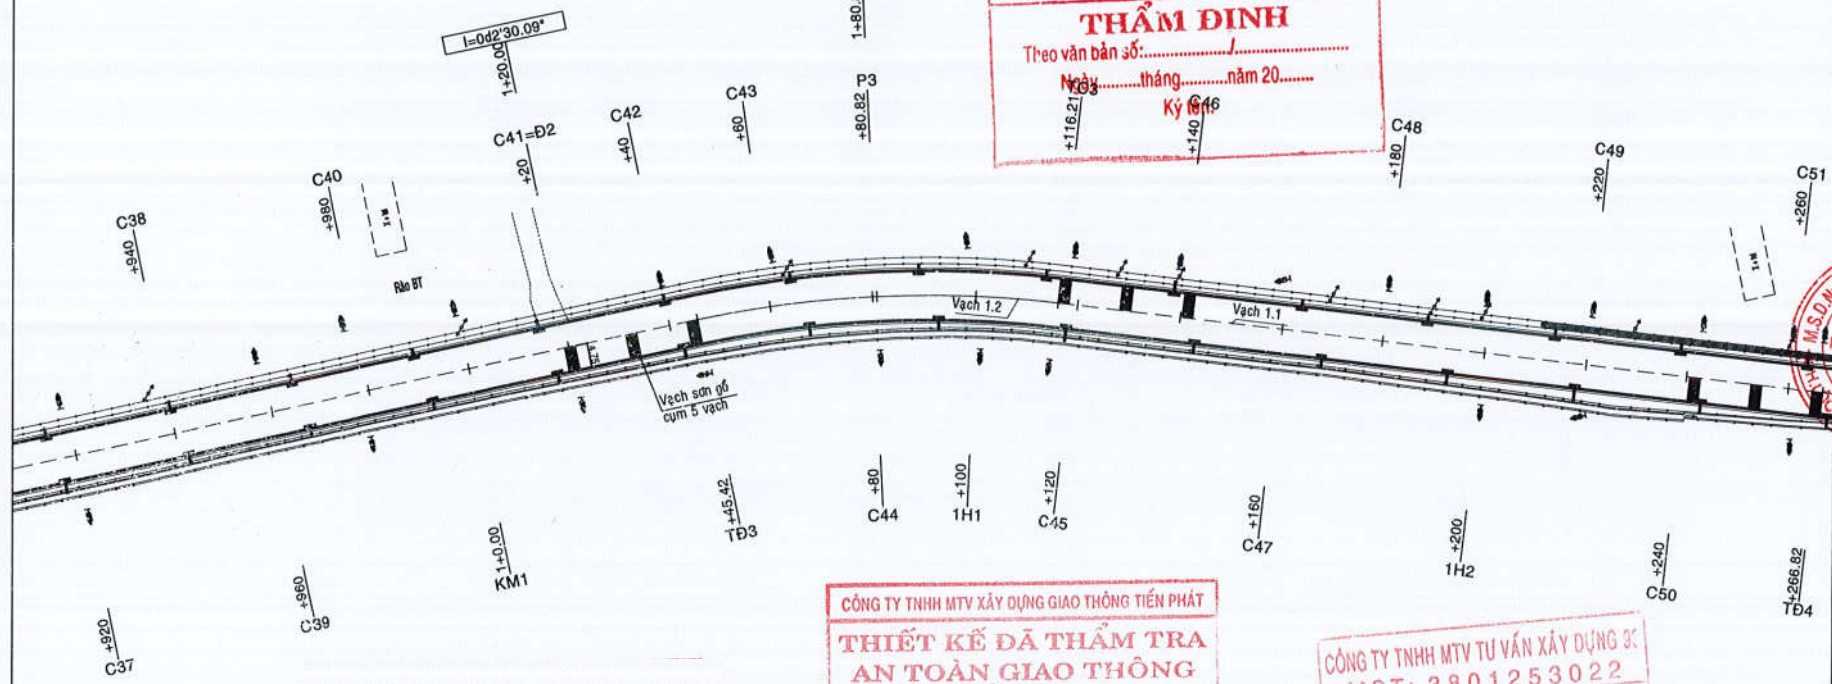 I=0d2'30.09"
1+20.00
1+80.
THẨM ĐỊNH
Theo văn bản số:................../..........................
Ngày..........tháng..........năm 20........
Ký tên:
P3
+80.82
+116.21
C46
+140
C43
+60
C42
+40
C41=Đ2
+20
C48
+180
C49
+220
C51
+260
C40
+980
N+1
C38
+940
Rào BT
N+1
M.S.D.N
Vạch 1.2
Vạch 1.1
4.75
Vạch sơn gồ
cụm 5 vạch
+45.42
TĐ3
+80
C44
+100
1H1
+120
C45
+160
C47
+200
1H2
+240
C50
+266.82
TĐ4
1+0.00
KM1
+960
C39
+920
C37
CÔNG TY TNHH MTV XÂY DỰNG GIAO THÔNG TIẾN PHÁT
THIẾT KẾ ĐÃ THẨM TRA
AN TOÀN GIAO THÔNG
CÔNG TY TNHH MTV TƯ VẤN XÂY DỰNG
3801253022